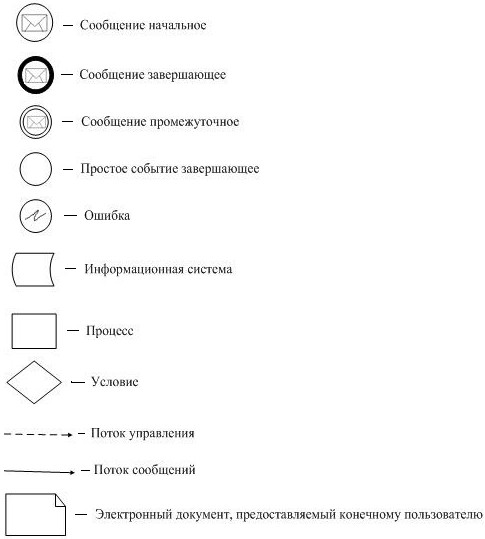 — Сообщение начальное
— Сообщение завершающее
— Сообщение промежуточное
— Простое событие завершающее
— Ошибка
— Информационная система
— Процесс
— Условие
— Поток управления
— Поток сообщений
— Электронный документ, предоставляемый конечному пользователю